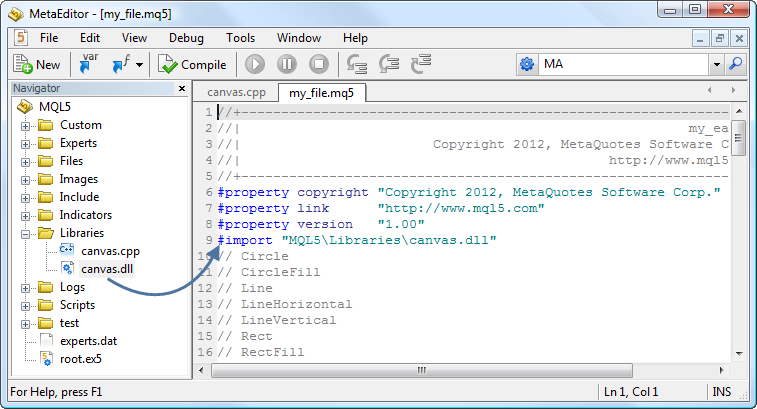 MetaEditor - [my_file.mq5]
File Edit View Debug Tools Window Help
New var f Compile MA
Navigator
MQL5
Custom
Experts
Files
Images
Include
Indicators
Libraries
canvas.cpp
canvas.dll
Logs
Scripts
test
experts.dat
root.ex5
canvas.cpp my_file.mq5
1 //+------------------------------------------------------------------
2 //| my_ea
3 //| Copyright 2012, MetaQuotes Software C
4 //| http://www.mql5
5 //+------------------------------------------------------------------
6 #property copyright "Copyright 2012, MetaQuotes Software Corp."
7 #property link "http://www.mql5.com"
8 #property version "1.00"
9 #import "MQL5\Libraries\canvas.dll"
10 // Circle
11 // CircleFill
12 // Line
13 // LineHorizontal
14 // LineVertical
15 // Rect
16 // RectFill
For Help, press F1 Ln 1, Col 1 INS